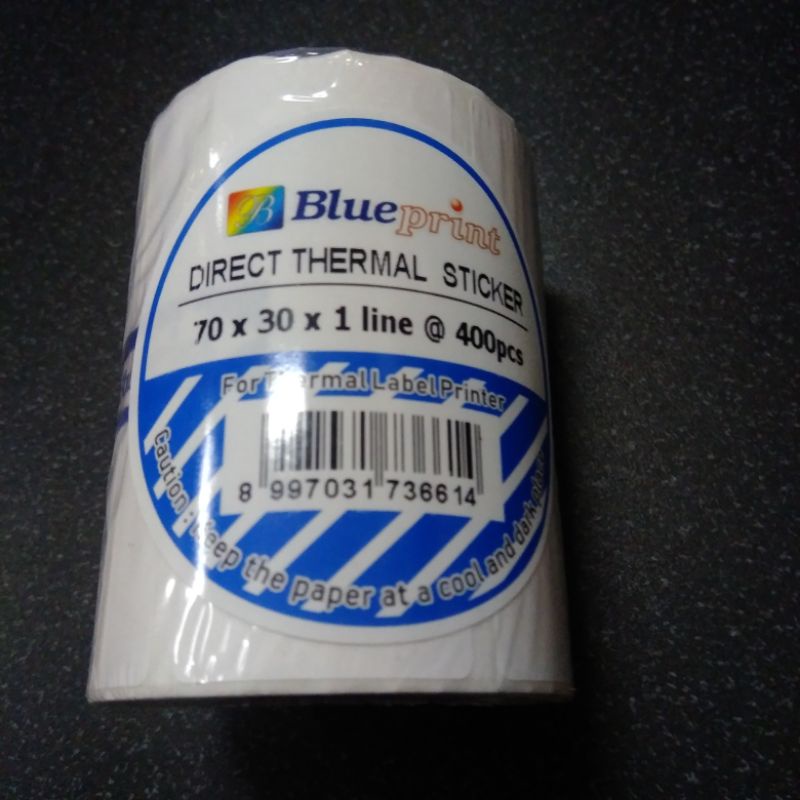 B Blueprint
DIRECT THERMAL STICKER
70 x 30 x 1 line @ 400pcs
For Thermal Label Printer
8 997031 736614
Caution : Keep the paper at a cool and dark place